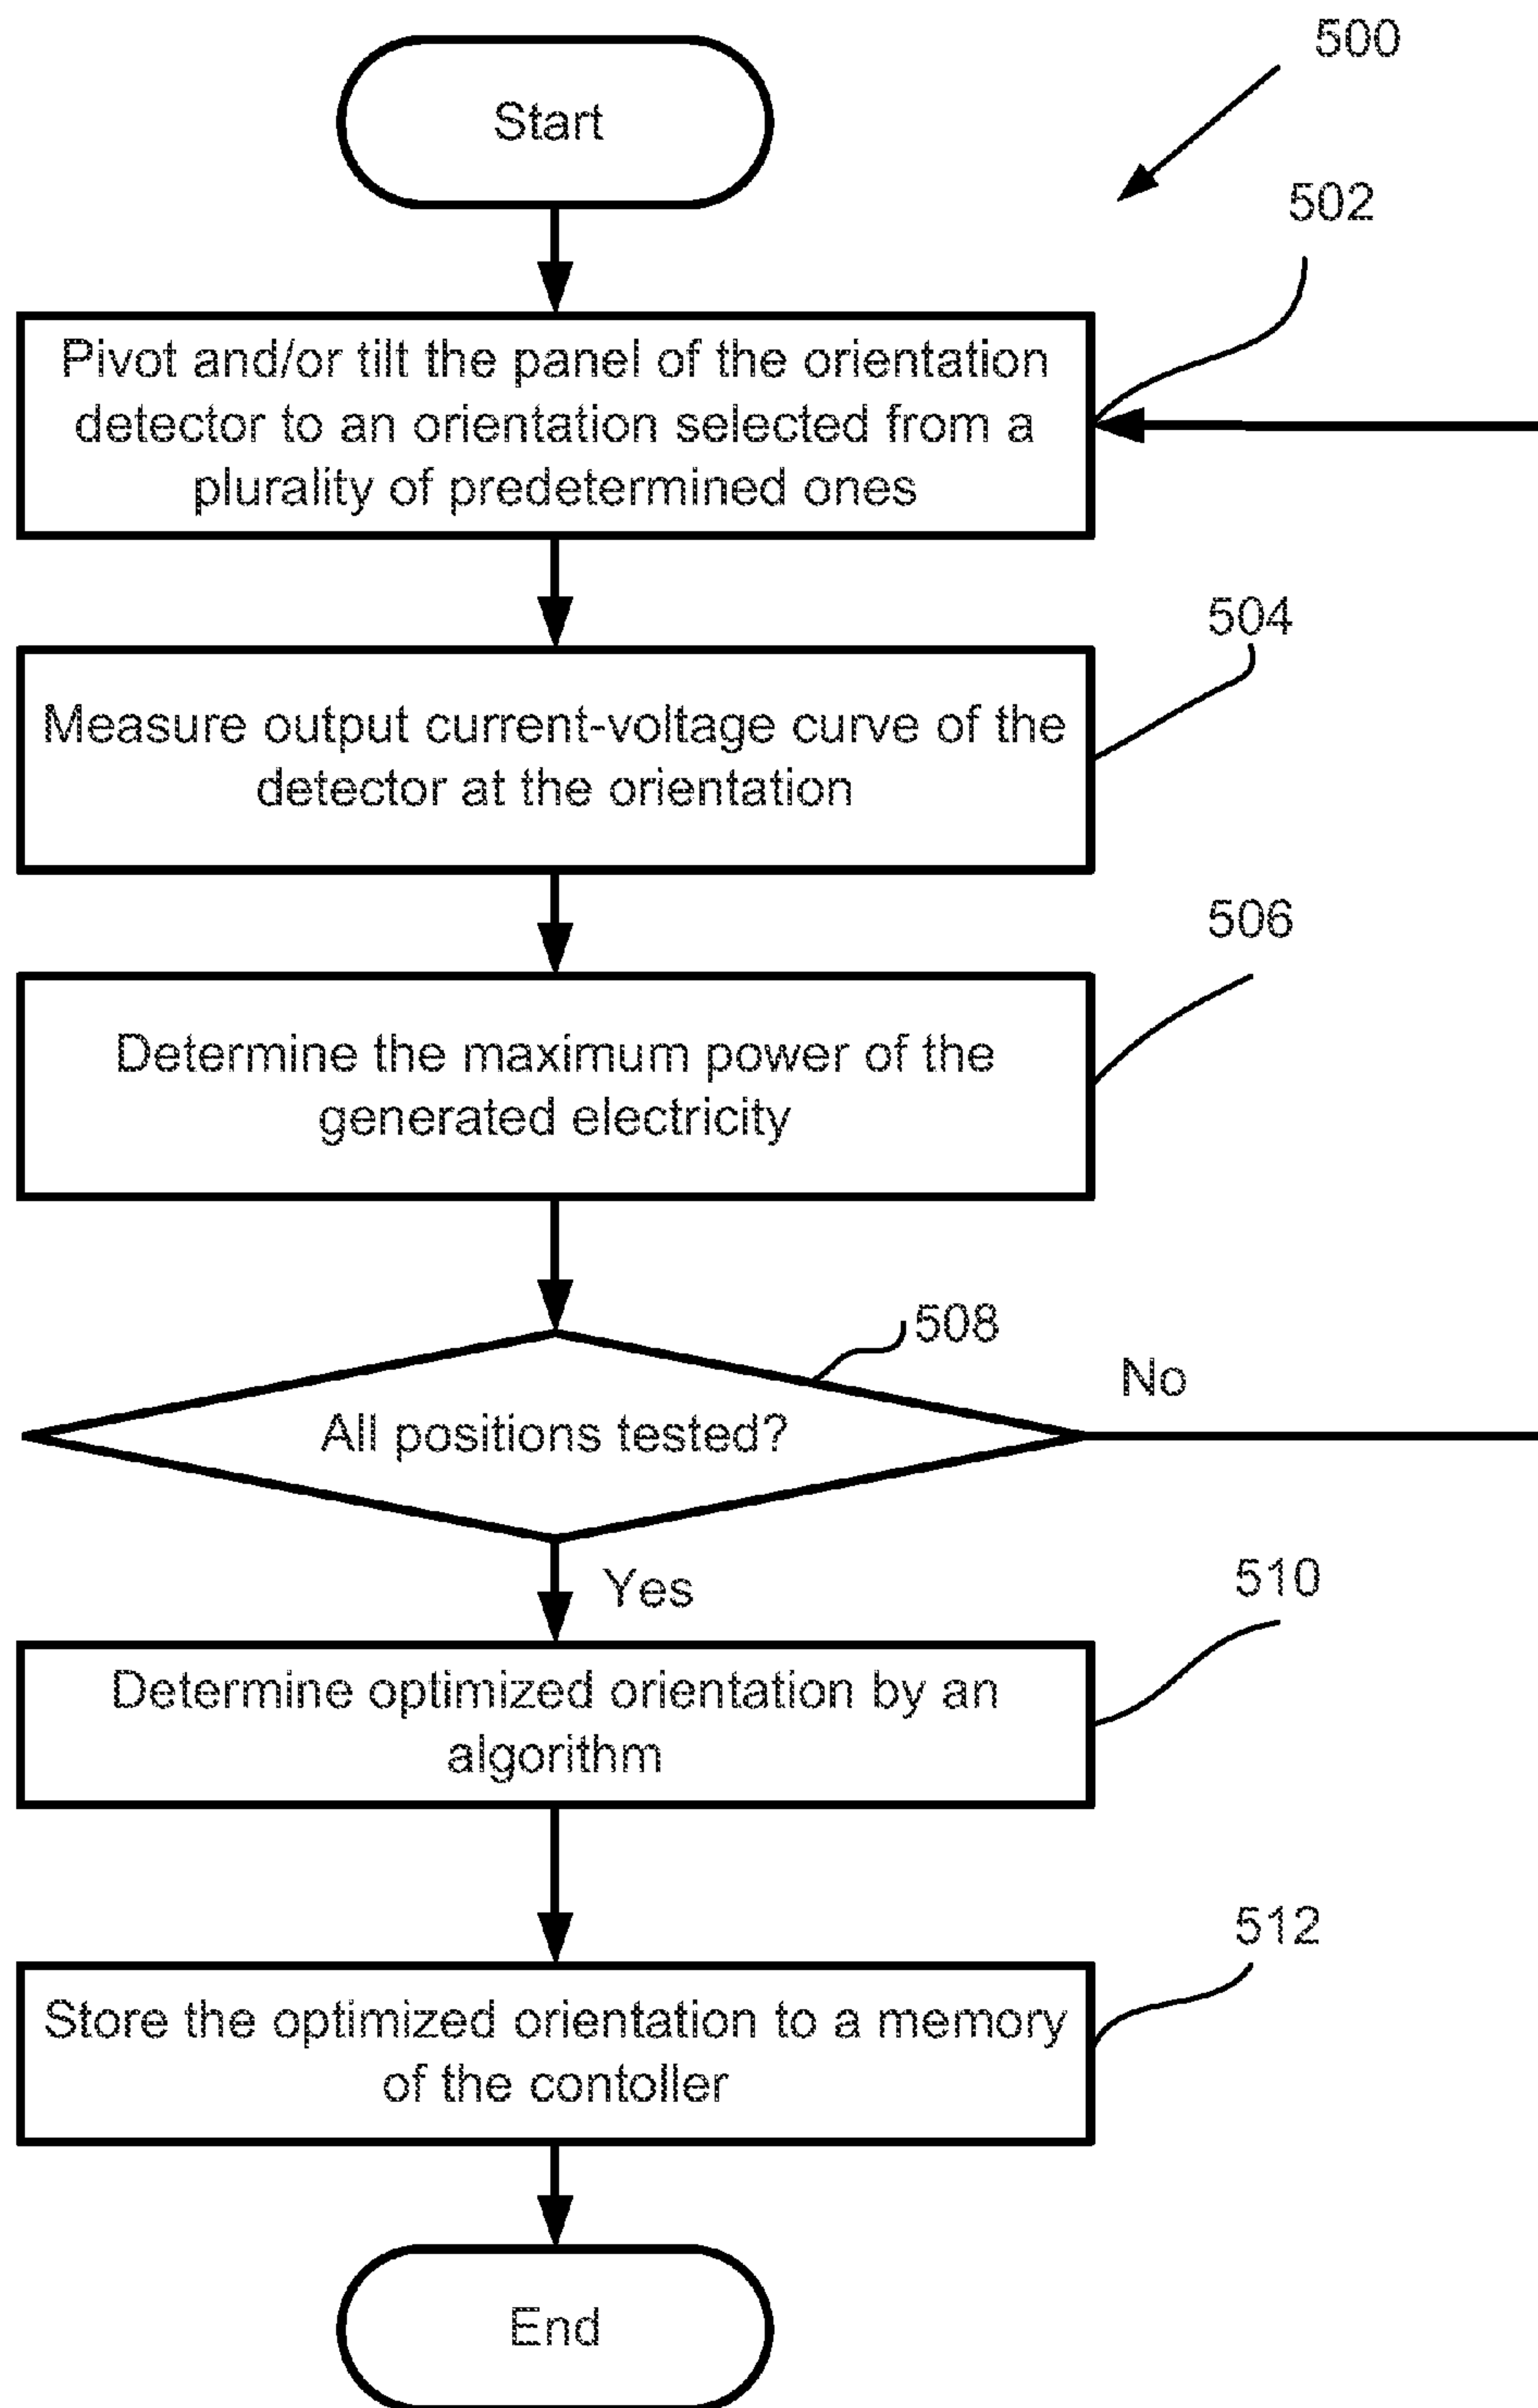 500
Start
502
Pivot and/or tilt the panel of the orientation
detector to an orientation selected from a
plurality of predetermined ones
504
Measure output current-voltage curve of the
detector at the orientation
506
Determine the maximum power of the
generated electricity
508
No
All positions tested?
Yes
510
Determine optimized orientation by an
algorithm
512
Store the optimized orientation to a memory
of the contoller
End